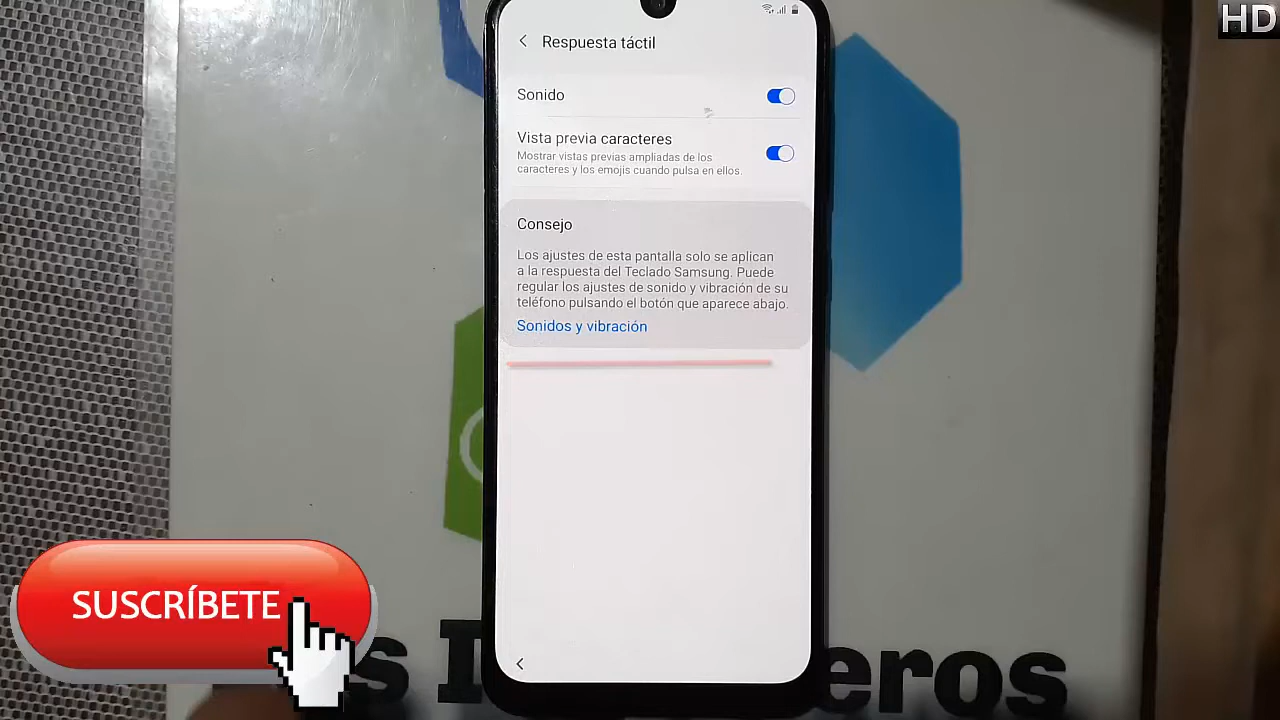 HD
Respuesta táctil
Sonido
Vista previa caracteres
Mostrar vistas previas ampliadas de los
caracteres y los emojis cuando pulsa en ellos.
Consejo
Los ajustes de esta pantalla solo se aplican
a la respuesta del Teclado Samsung. Puede
regular los ajustes de sonido y vibración de su
teléfono pulsando el botón que aparece abajo.
Sonidos y vibración
SUSCRÍBETE